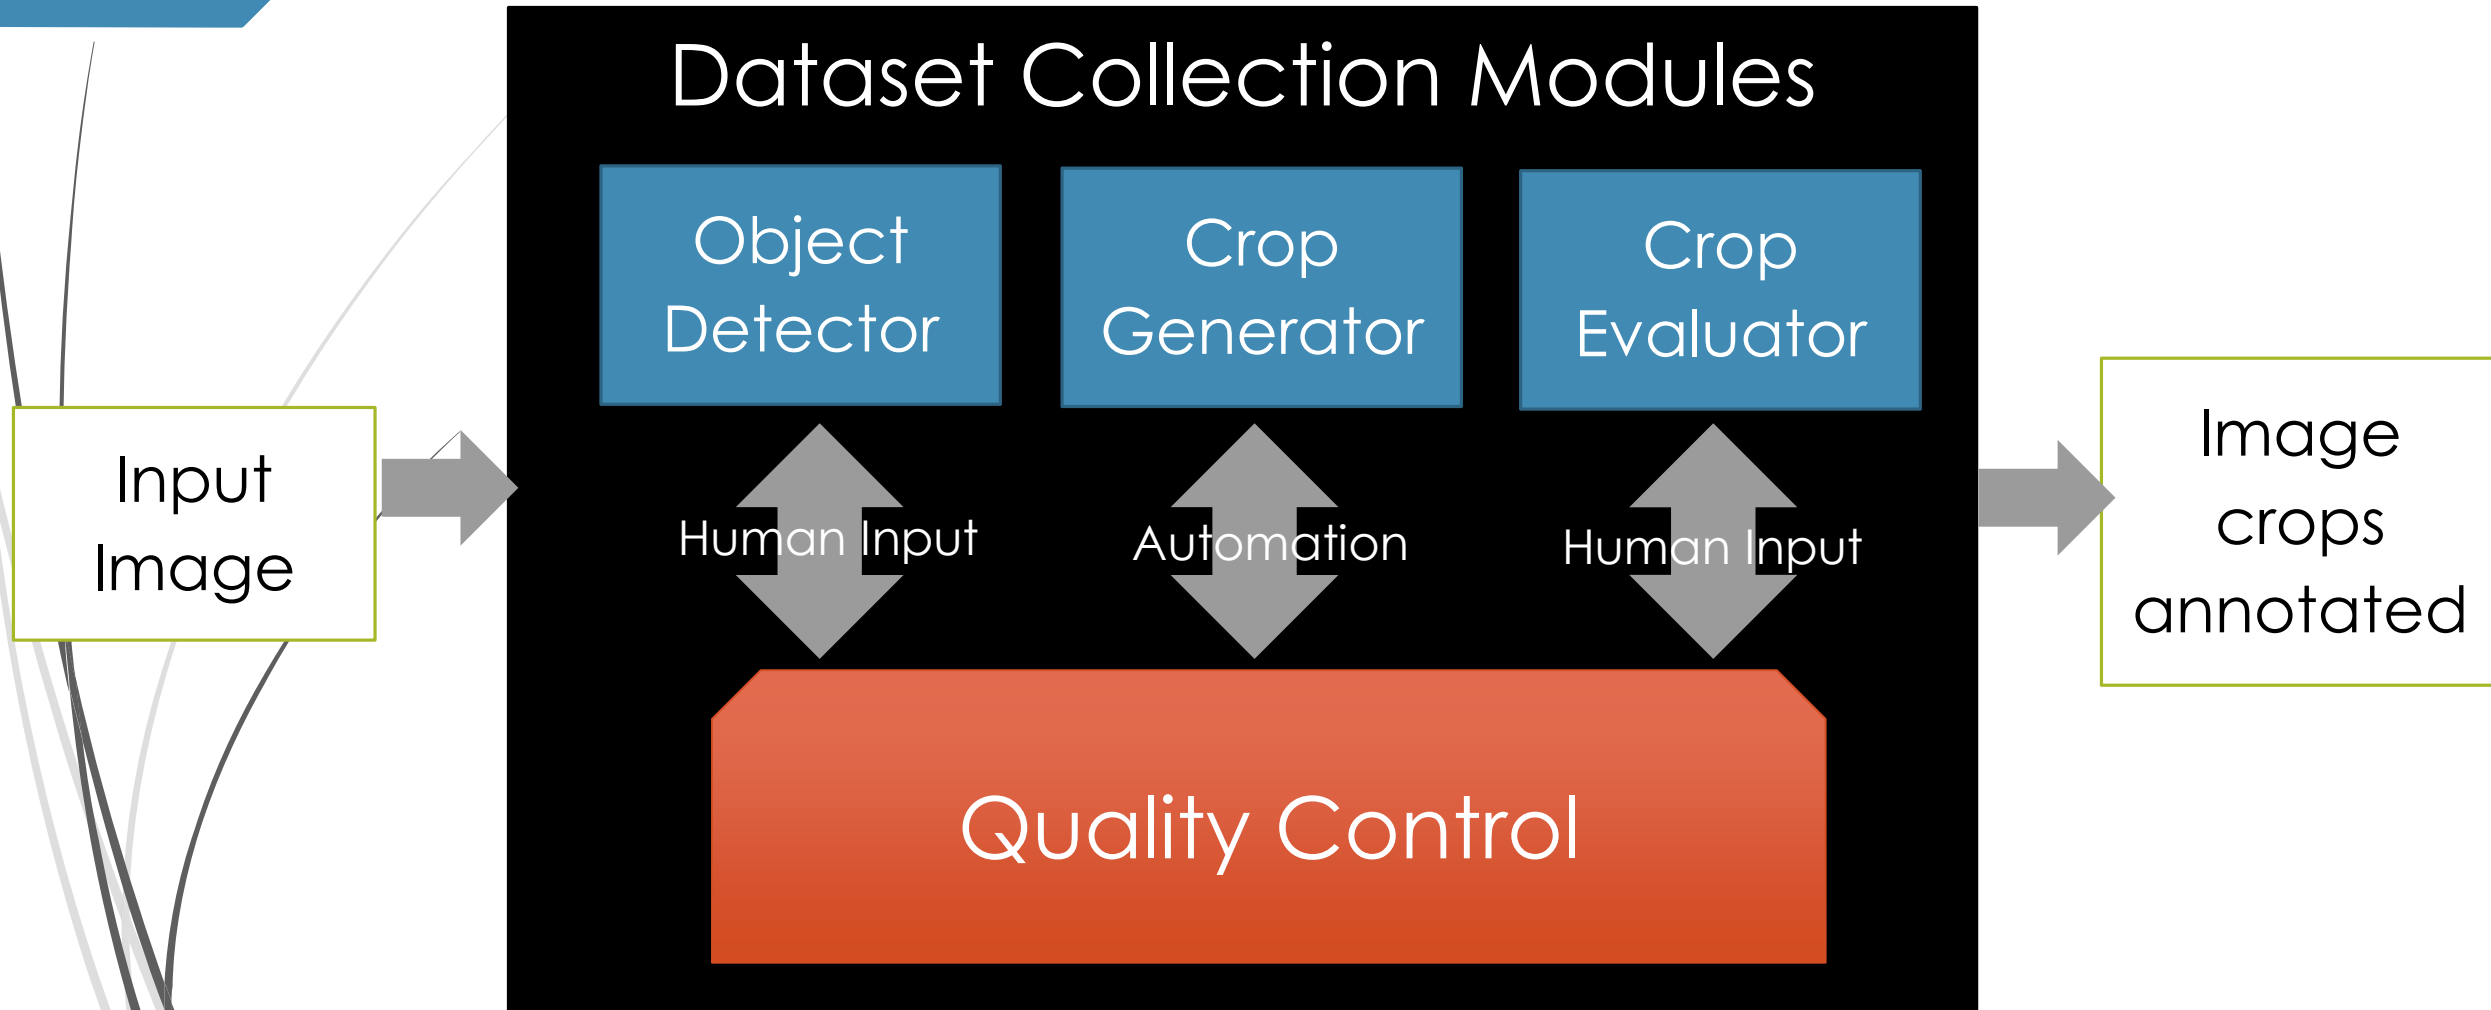 Dataset Collection Modules
Object
Detector
Crop
Generator
Crop
Evaluator
Input
Image
Human Input
Automation
Human Input
Image
crops
annotated
Quality Control